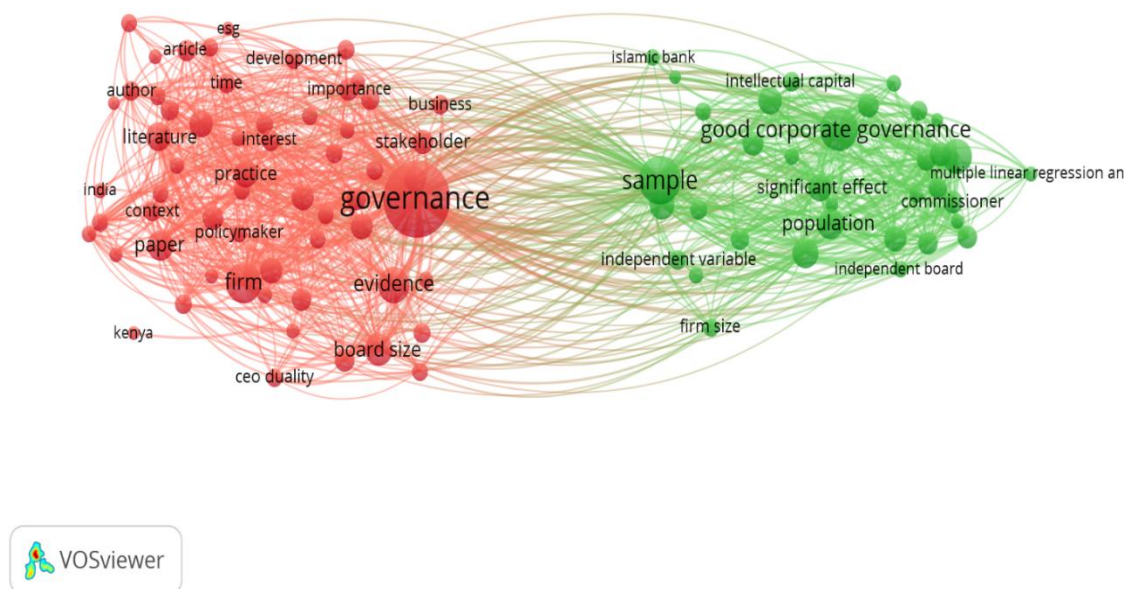 esg
article
development
time
author
importance
business
literature
interest
stakeholder
practice
india
governance
context
policymaker
paper
firm
evidence
kenya
board size
ceo duality
islamic bank
intellectual capital
good corporate governance
multiple linear regression an
sample
significant effect
commissioner
population
independent variable
independent board
firm size
VOSviewer